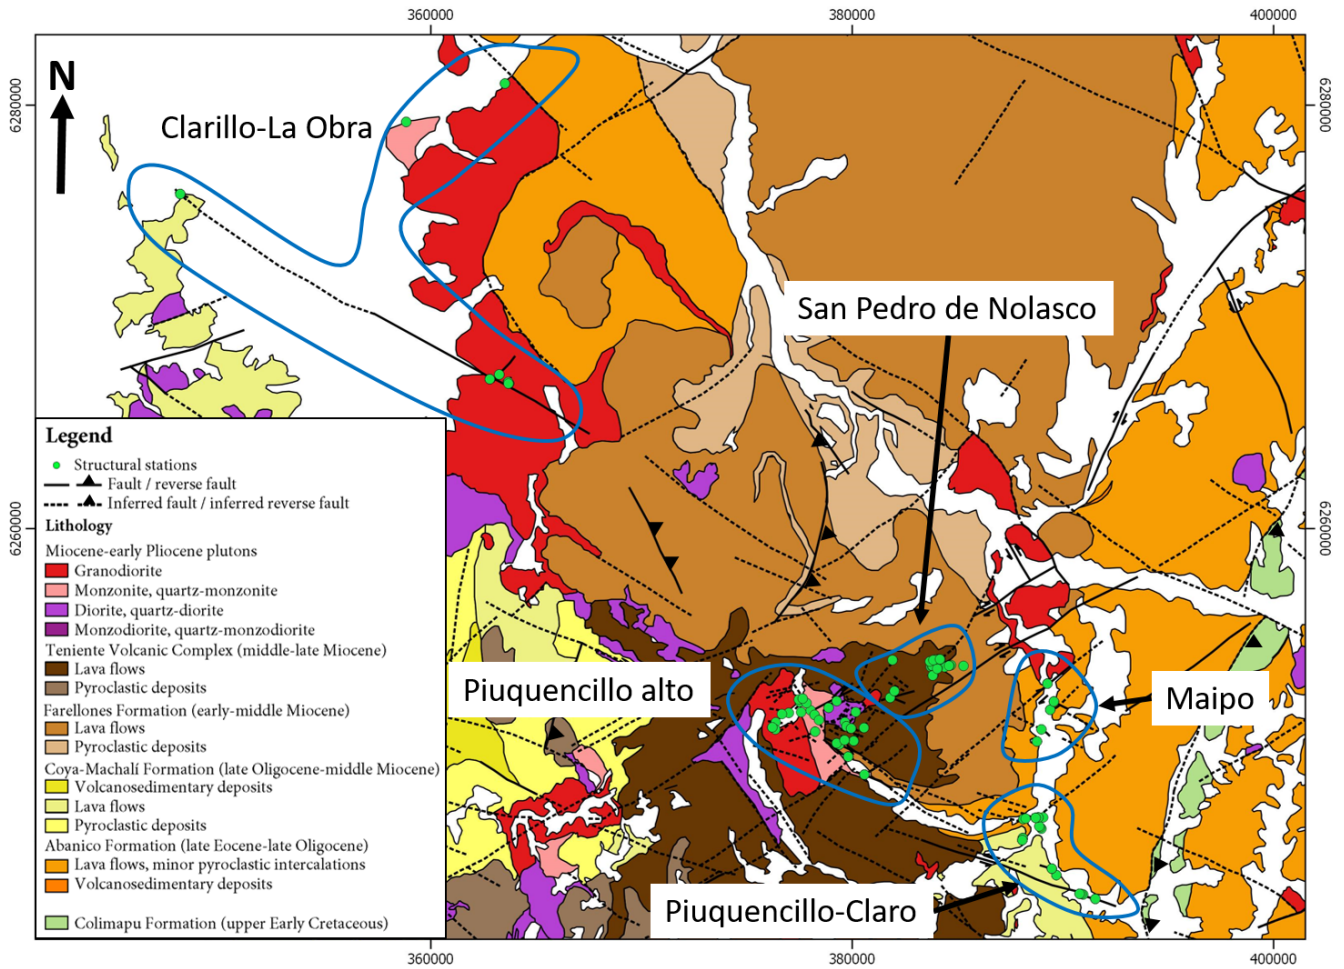 360000
380000
400000
N
6280000
6280000
Clarillo-La Obra
San Pedro de Nolasco
Legend
Structural stations
Fault / reverse fault
Inferred fault / inferred reverse fault
Lithology
6260000
6260000
Miocene-early Pliocene plutons
Granodiorite
Monzonite, quartz-monzonite
Diorite, quartz-diorite
Monzodiorite, quartz-monzodiorite
Teniente Volcanic Complex (middle-late Miocene)
Lava flows
Pyroclastic deposits
Farellones Formation (early-middle Miocene)
Lava flows
Pyroclastic deposits
Coya-Machalí Formation (late Oligocene-middle Miocene)
Volcanosedimentary deposits
Lava flows
Pyroclastic deposits
Abanico Formation (late Eocene-late Oligocene)
Lava flows, minor pyroclastic intercalations
Volcanosedimentary deposits
Colimapu Formation (upper Early Cretaceous)
Piuquencillo alto
Maipo
Piuquencillo-Claro
360000
380000
400000